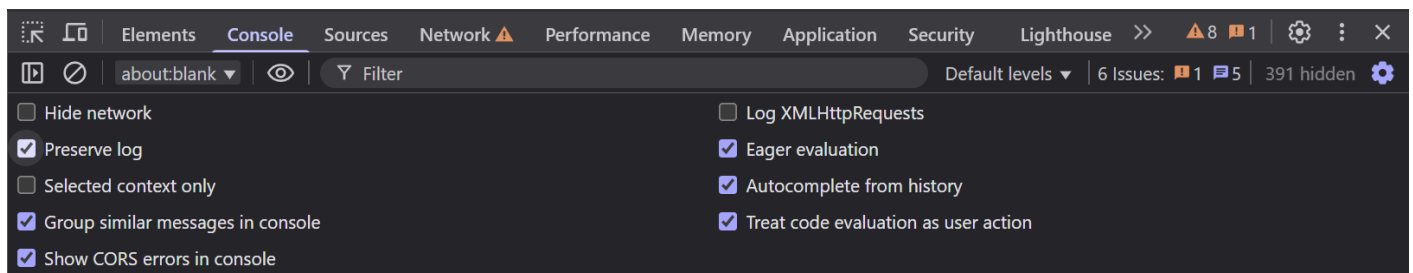 Elements Console Sources Network Performance Memory Application Security Lighthouse 8 1
about:blank Filter Default levels 6 Issues: 1 5 391 hidden
Hide network Log XMLHttpRequests
Preserve log Eager evaluation
Selected context only Autocomplete from history
Group similar messages in console Treat code evaluation as user action
Show CORS errors in console